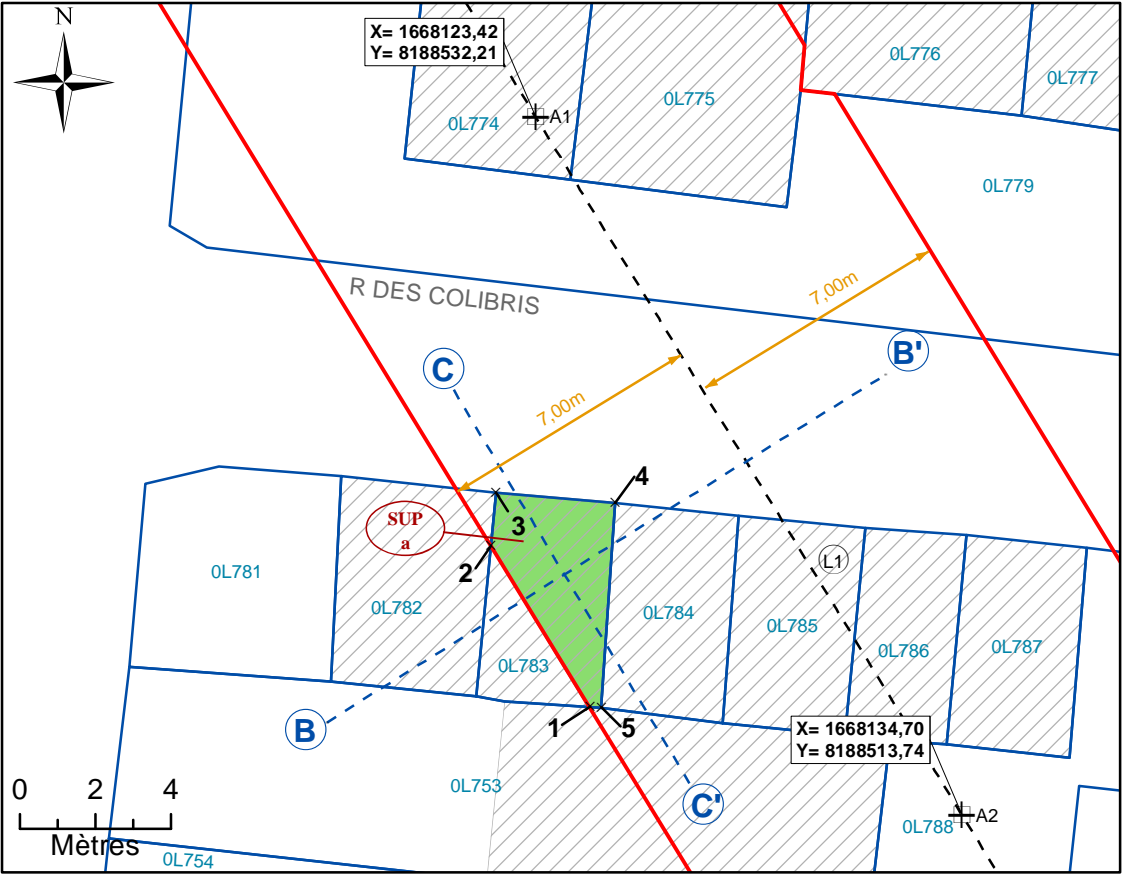 N
X= 1668123,42
Y= 8188532,21
A1
0L774
0L775
0L776
0L777
0L779
R DES COLIBRIS
7,00m
7,00m
C
B'
4
3
SUP
a
2
L1
0L781
0L782
0L783
0L784
0L785
0L786
0L787
1
5
B
X= 1668134,70
Y= 8188513,74
0 2 4
Mètres
0L753
C'
0L788
A2
0L754